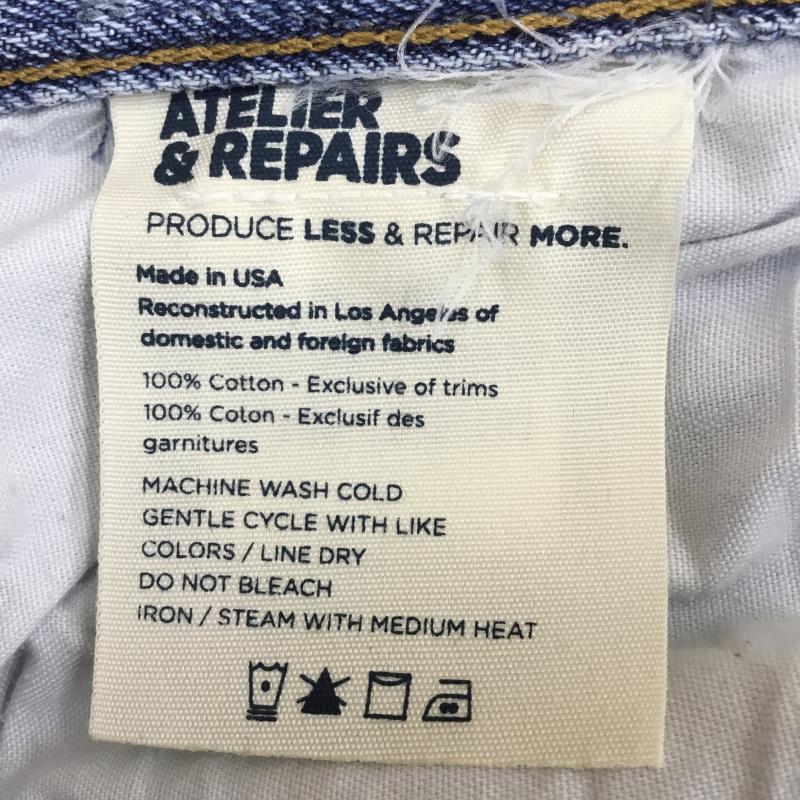 ATELIER
& REPAIRS
PRODUCE LESS & REPAIR MORE.
Made in USA
Reconstructed in Los Angeles of
domestic and foreign fabrics
100% Cotton - Exclusive of trims
100% Coton - Exclusif des
garnitures
MACHINE WASH COLD
GENTLE CYCLE WITH LIKE
COLORS / LINE DRY
DO NOT BLEACH
IRON / STEAM WITH MEDIUM HEAT